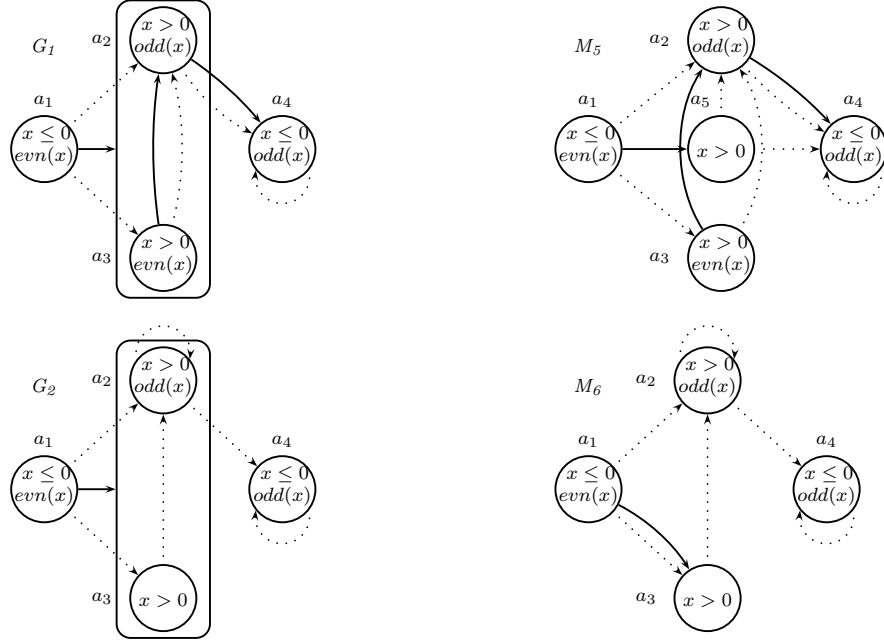 G₁
a₂
x > 0
odd(x)
a₁
x ≤ 0
evn(x)
a₄
x ≤ 0
odd(x)
a₃
x > 0
evn(x)
M₅
a₂
x > 0
odd(x)
a₁
x ≤ 0
evn(x)
a₅
x > 0
a₄
x ≤ 0
odd(x)
a₃
x > 0
evn(x)
G₂
a₂
x > 0
odd(x)
a₁
x ≤ 0
evn(x)
a₄
x ≤ 0
odd(x)
a₃
x > 0
M₆
a₂
x > 0
odd(x)
a₁
x ≤ 0
evn(x)
a₄
x ≤ 0
odd(x)
a₃
x > 0